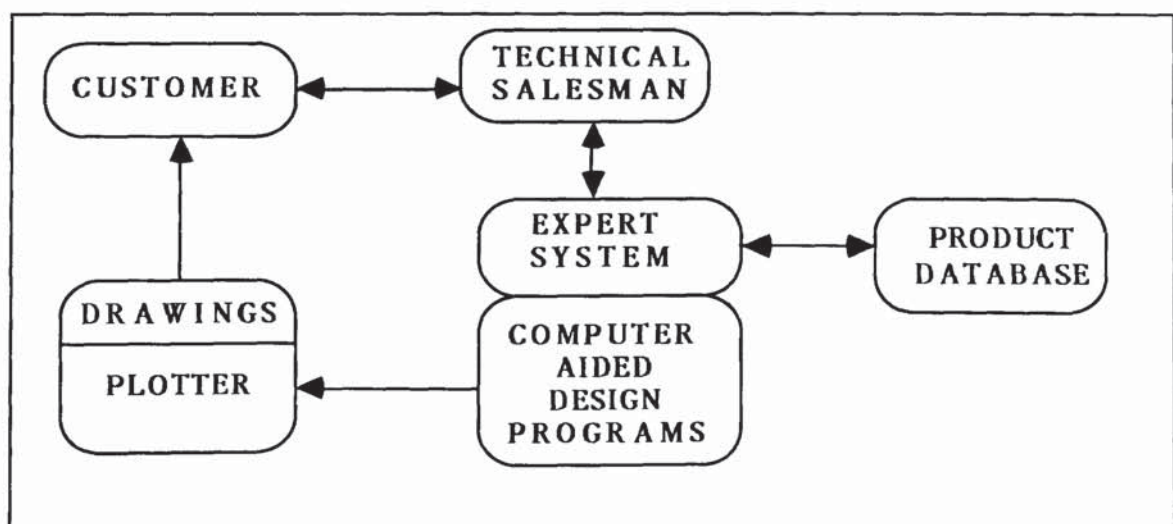 CUSTOMER
TECHNICAL
SALESMAN
EXPERT
SYSTEM
PRODUCT
DATABASE
DRAWINGS
PLOTTER
COMPUTER
AIDED
DESIGN
PROGRAMS